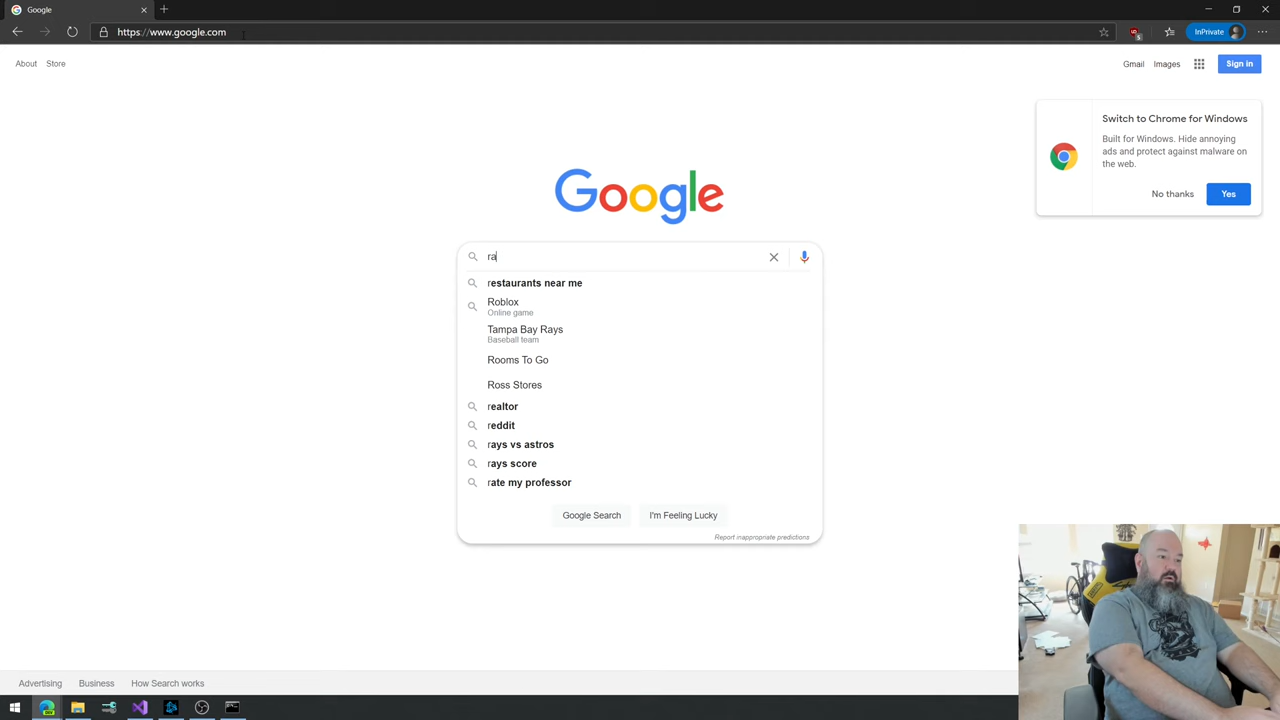 Google
https://www.google.com
InPrivate
About Store
Gmail Images Sign in
Switch to Chrome for Windows
Built for Windows. Hide annoying
ads and protect against malware on
the web.
No thanks Yes
Google
ra
restaurants near me
Roblox
Online game
Tampa Bay Rays
Baseball team
Rooms To Go
Ross Stores
realtor
reddit
rays vs astros
rays score
rate my professor
Google Search I'm Feeling Lucky
Report inappropriate predictions
Advertising Business How Search works